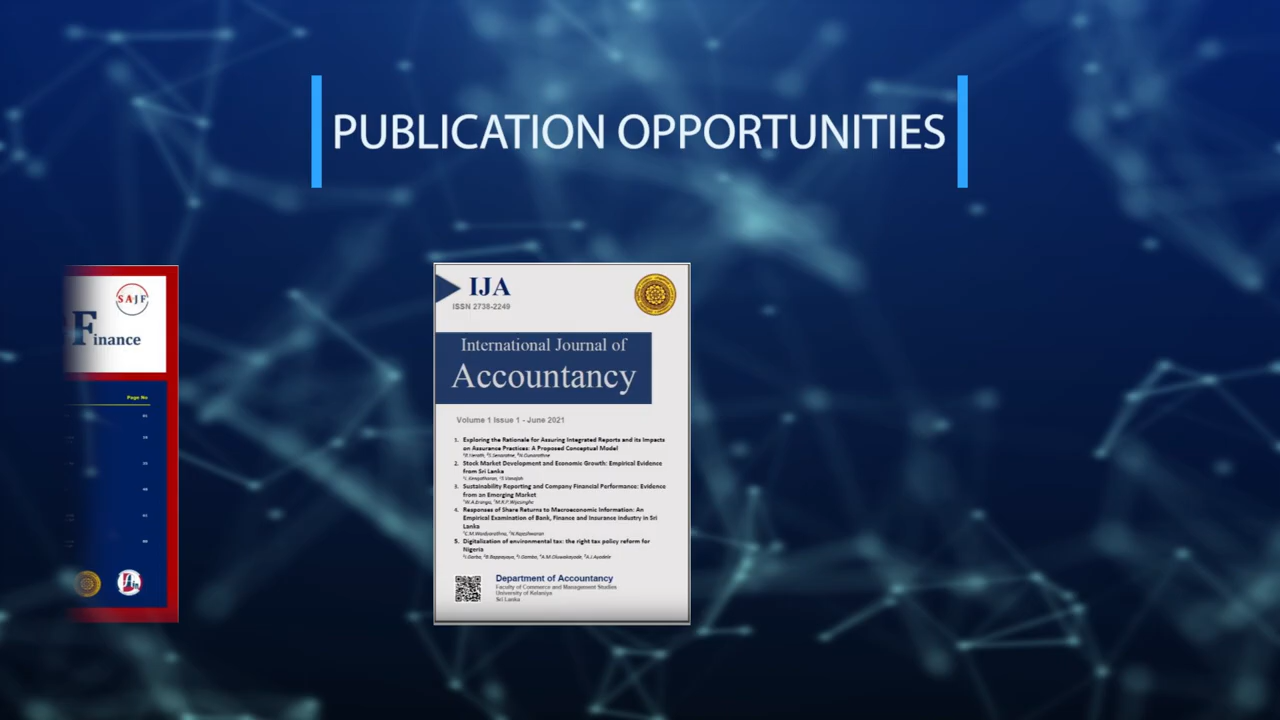 PUBLICATION OPPORTUNITIES
SAJF
Finance
Page No
IJA
ISSN 2738-2249
International Journal of
Accountancy
Volume 1 Issue 1 - June 2021
1. Exploring the Rationale for Assuring Integrated Reports and its Impacts
on Assurance Practices: A Proposed Conceptual Model
2. Stock Market Development and Economic Growth: Empirical Evidence
from Sri Lanka
3. Sustainability Reporting and Company Financial Performance: Evidence
from an Emerging Market
4. Responses of Share Returns to Macroeconomic Information: An
Empirical Examination of Bank, Finance and Insurance Industry in Sri
Lanka
5. Digitalization of environmental tax: the right tax policy reform for
Nigeria
Department of Accountancy
Faculty of Commerce and Management Studies
University of Kelaniya
Sri Lanka